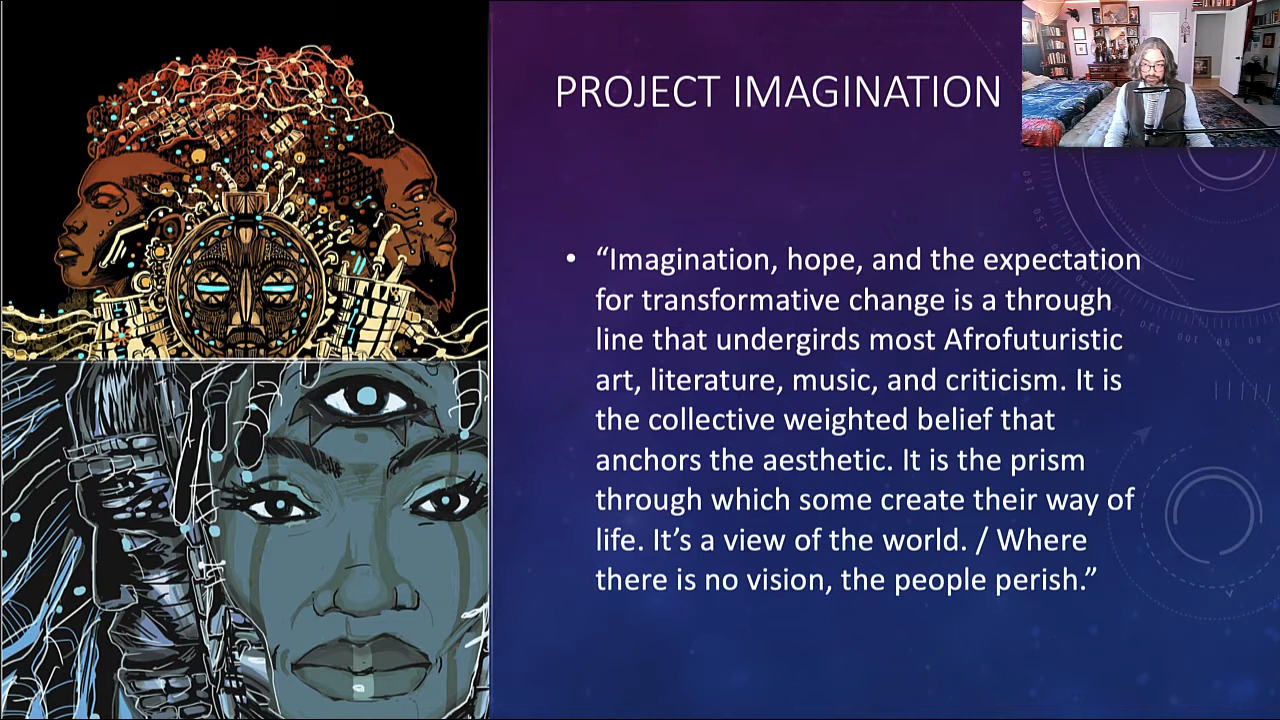 PROJECT IMAGINATION
• “Imagination, hope, and the expectation
for transformative change is a through
line that undergirds most Afrofuturistic
art, literature, music, and criticism. It is
the collective weighted belief that
anchors the aesthetic. It is the prism
through which some create their way of
life. It’s a view of the world. / Where
there is no vision, the people perish.”